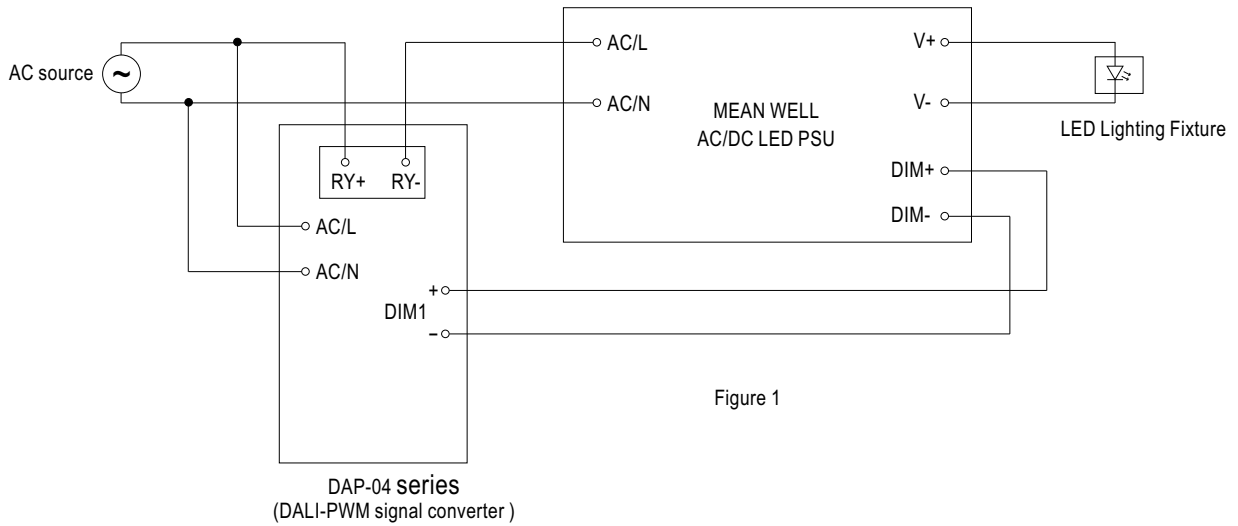 AC source
~
AC/L
AC/N
MEAN WELL
AC/DC LED PSU
V+
V-
DIM+
DIM-
LED Lighting Fixture
RY+ RY-
AC/L
AC/N
+
DIM1
−
Figure 1
DAP-04 series
(DALI-PWM signal converter )